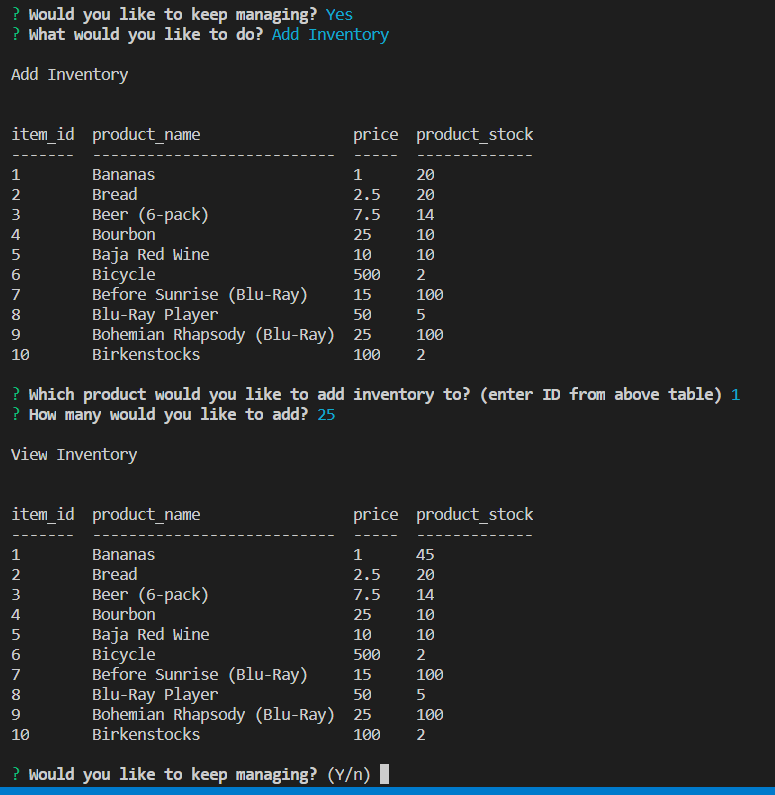 ? Would you like to keep managing? Yes
? What would you like to do? Add Inventory

Add Inventory

item_id  product_name                 price  product_stock
-------  ---------------------------  -----  -------------
1        Bananas                      1      20
2        Bread                        2.5    20
3        Beer (6-pack)                7.5    14
4        Bourbon                      25     10
5        Baja Red Wine                10     10
6        Bicycle                      500    2
7        Before Sunrise (Blu-Ray)     15     100
8        Blu-Ray Player               50     5
9        Bohemian Rhapsody (Blu-Ray)  25     100
10       Birkenstocks                 100    2

? Which product would you like to add inventory to? (enter ID from above table) 1
? How many would you like to add? 25

View Inventory

item_id  product_name                 price  product_stock
-------  ---------------------------  -----  -------------
1        Bananas                      1      45
2        Bread                        2.5    20
3        Beer (6-pack)                7.5    14
4        Bourbon                      25     10
5        Baja Red Wine                10     10
6        Bicycle                      500    2
7        Before Sunrise (Blu-Ray)     15     100
8        Blu-Ray Player               50     5
9        Bohemian Rhapsody (Blu-Ray)  25     100
10       Birkenstocks                 100    2

? Would you like to keep managing? (Y/n)